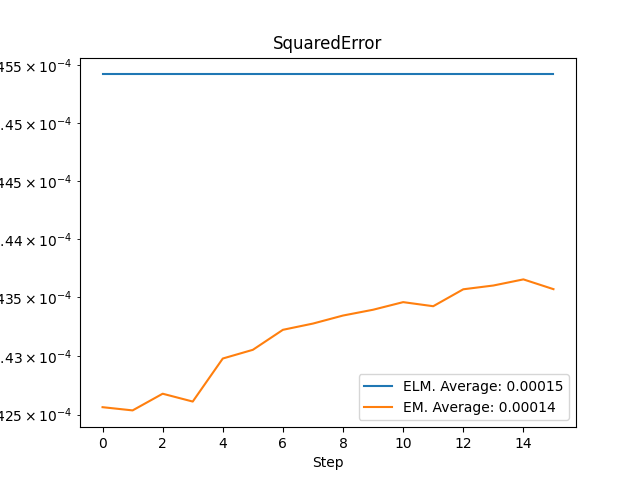 SquaredError
455 × 10⁻⁴
.45 × 10⁻⁴
445 × 10⁻⁴
.44 × 10⁻⁴
435 × 10⁻⁴
.43 × 10⁻⁴
425 × 10⁻⁴
ELM. Average: 0.00015
EM. Average: 0.00014
0 2 4 6 8 10 12 14
Step